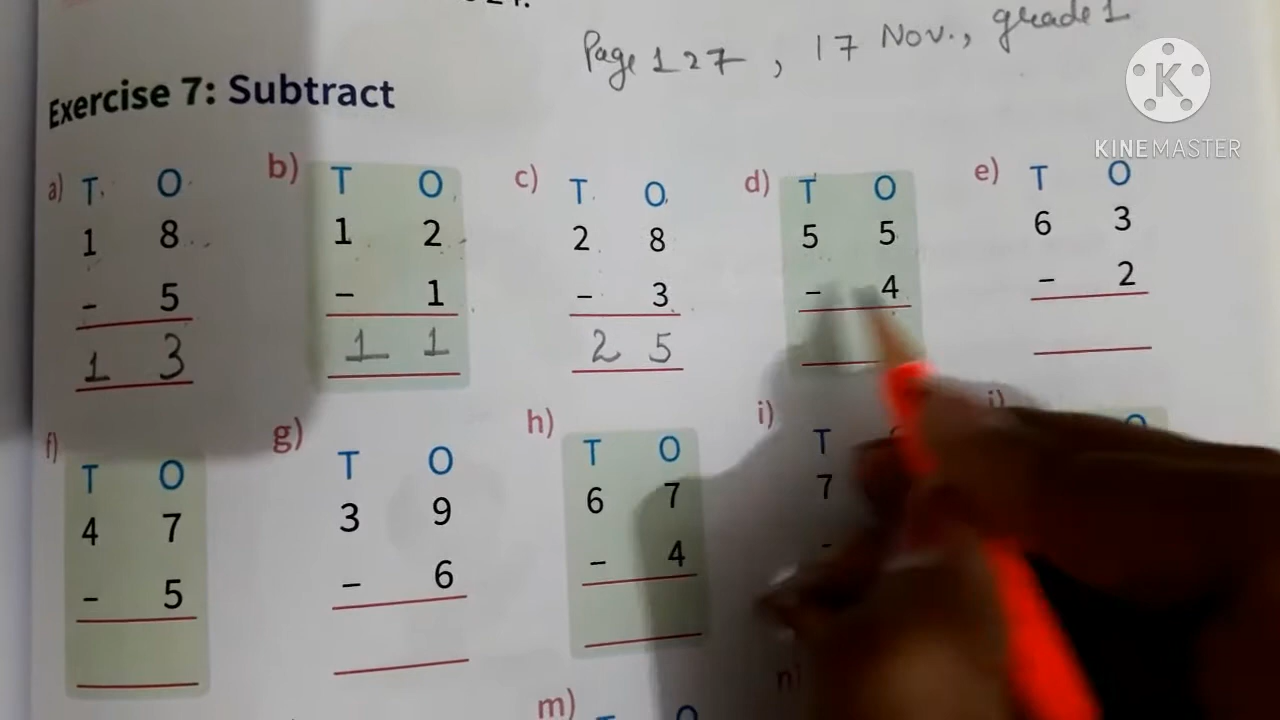 Page 127, 17 Nov., grade 1
KINEMASTER
Exercise 7: Subtract
a) T O b) T O c) T O d) T O e) T O
1 8 1 2 2 8 5 5 6 3
- 5 - 1 - 3 - 4 - 2
1 3 1 1 2 5
f) g) h) i) j)
T O T O T O T O
4 7 3 9 6 7 7
- 5 - 6 - 4 -
m)